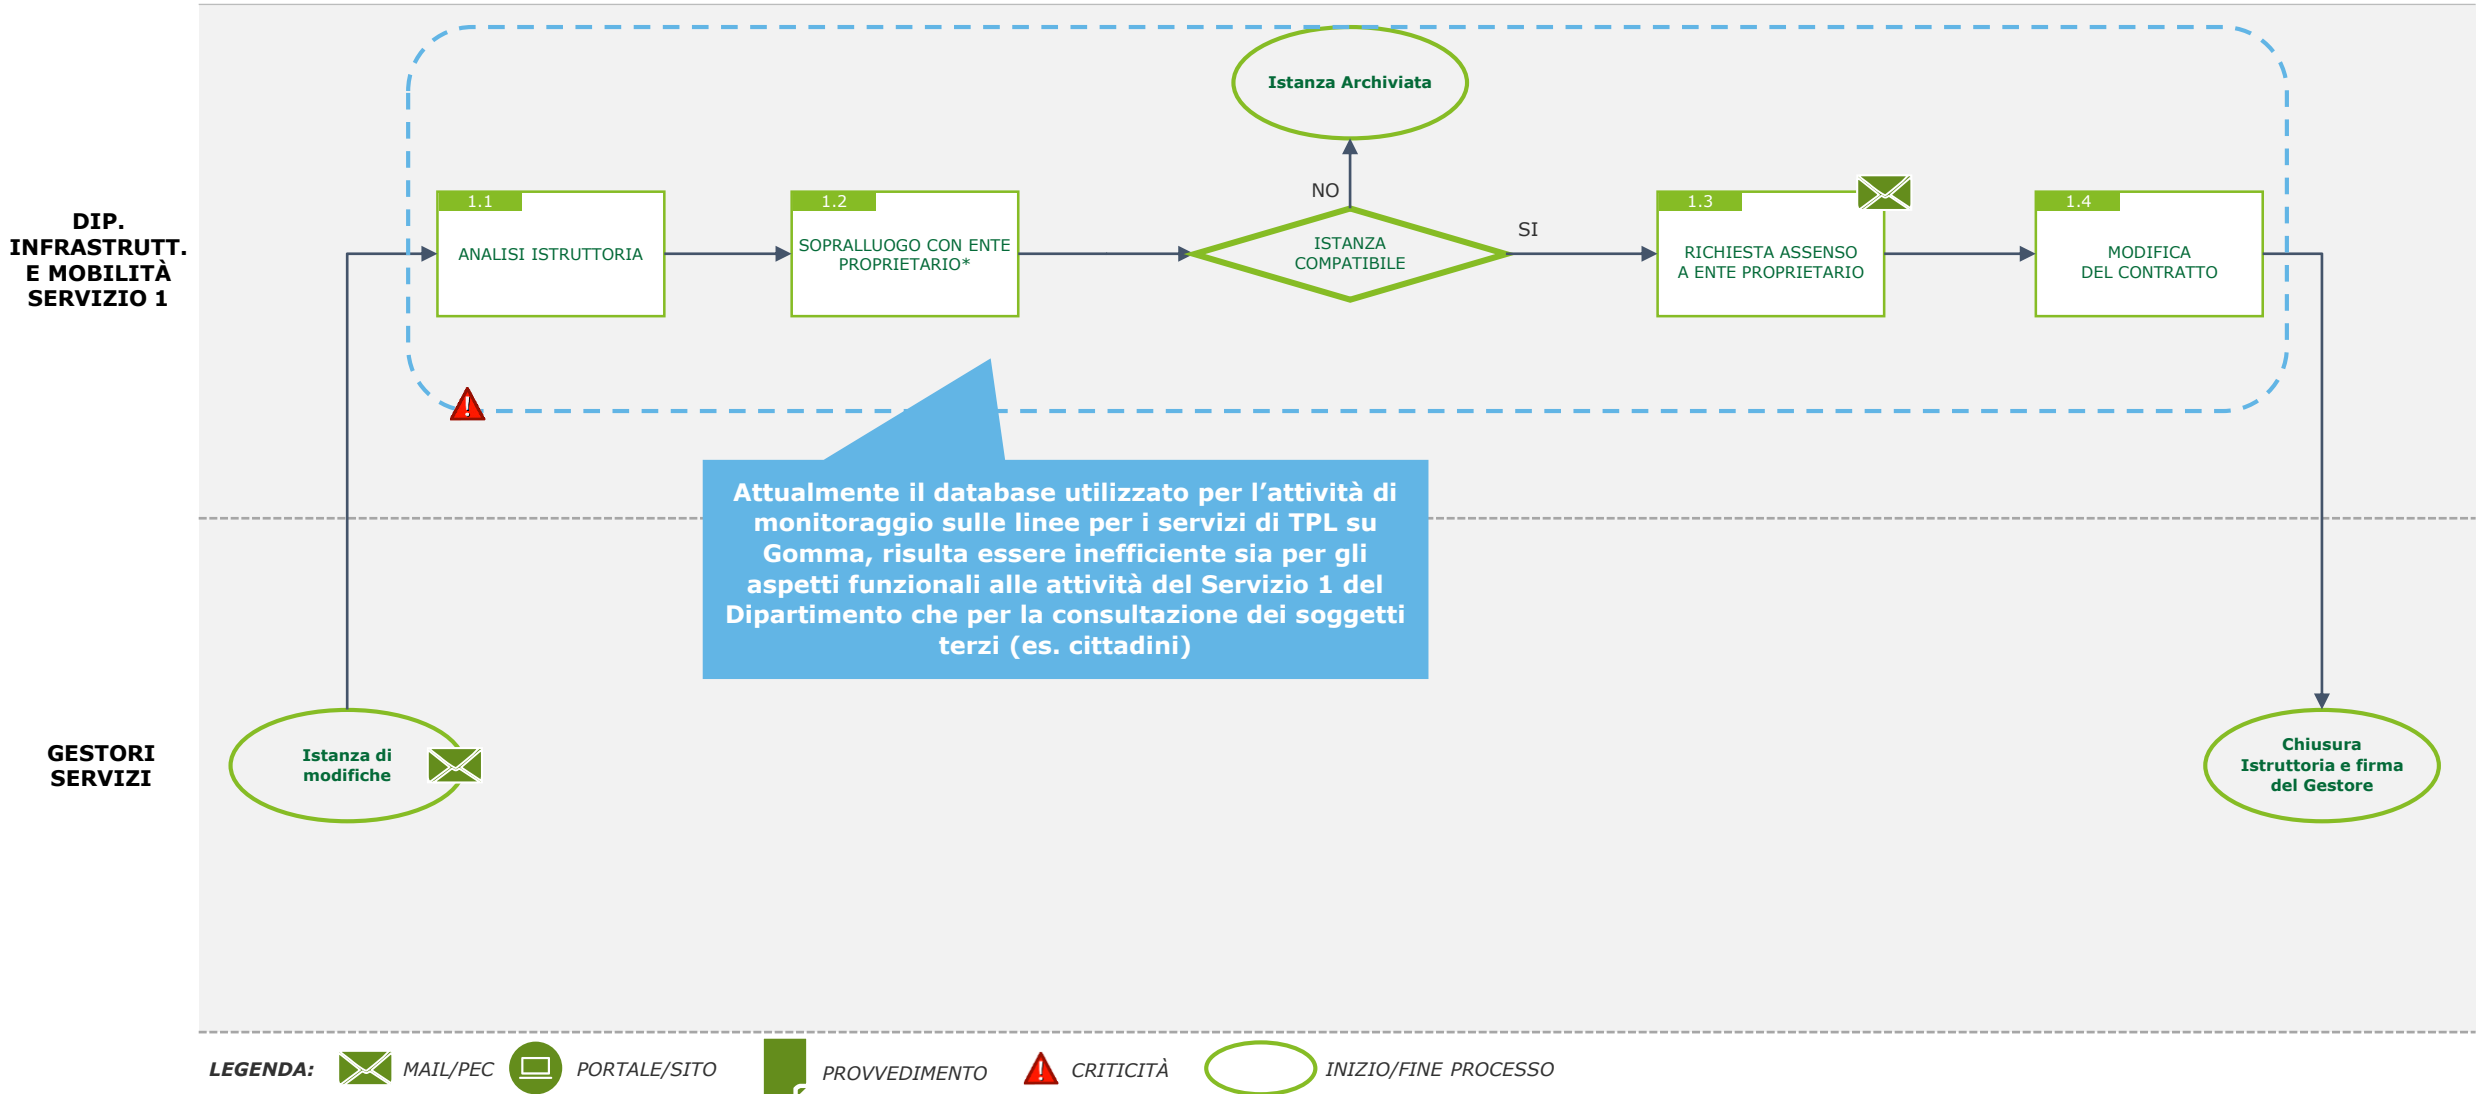 Istanza Archiviata
DIP.
INFRASTRUTT.
E MOBILITÀ
SERVIZIO 1
1.1
ANALISI ISTRUTTORIA
1.2
SOPRALLUOGO CON ENTE
PROPRIETARIO*
NO
ISTANZA
COMPATIBILE
SI
1.3
RICHIESTA ASSENSO
A ENTE PROPRIETARIO
1.4
MODIFICA
DEL CONTRATTO
Attualmente il database utilizzato per l’attività di
monitoraggio sulle linee per i servizi di TPL su
Gomma, risulta essere inefficiente sia per gli
aspetti funzionali alle attività del Servizio 1 del
Dipartimento che per la consultazione dei soggetti
terzi (es. cittadini)
GESTORI
SERVIZI
Istanza di
modifiche
Chiusura
Istruttoria e firma
del Gestore
LEGENDA: MAIL/PEC PORTALE/SITO PROVVEDIMENTO CRITICITÀ INIZIO/FINE PROCESSO